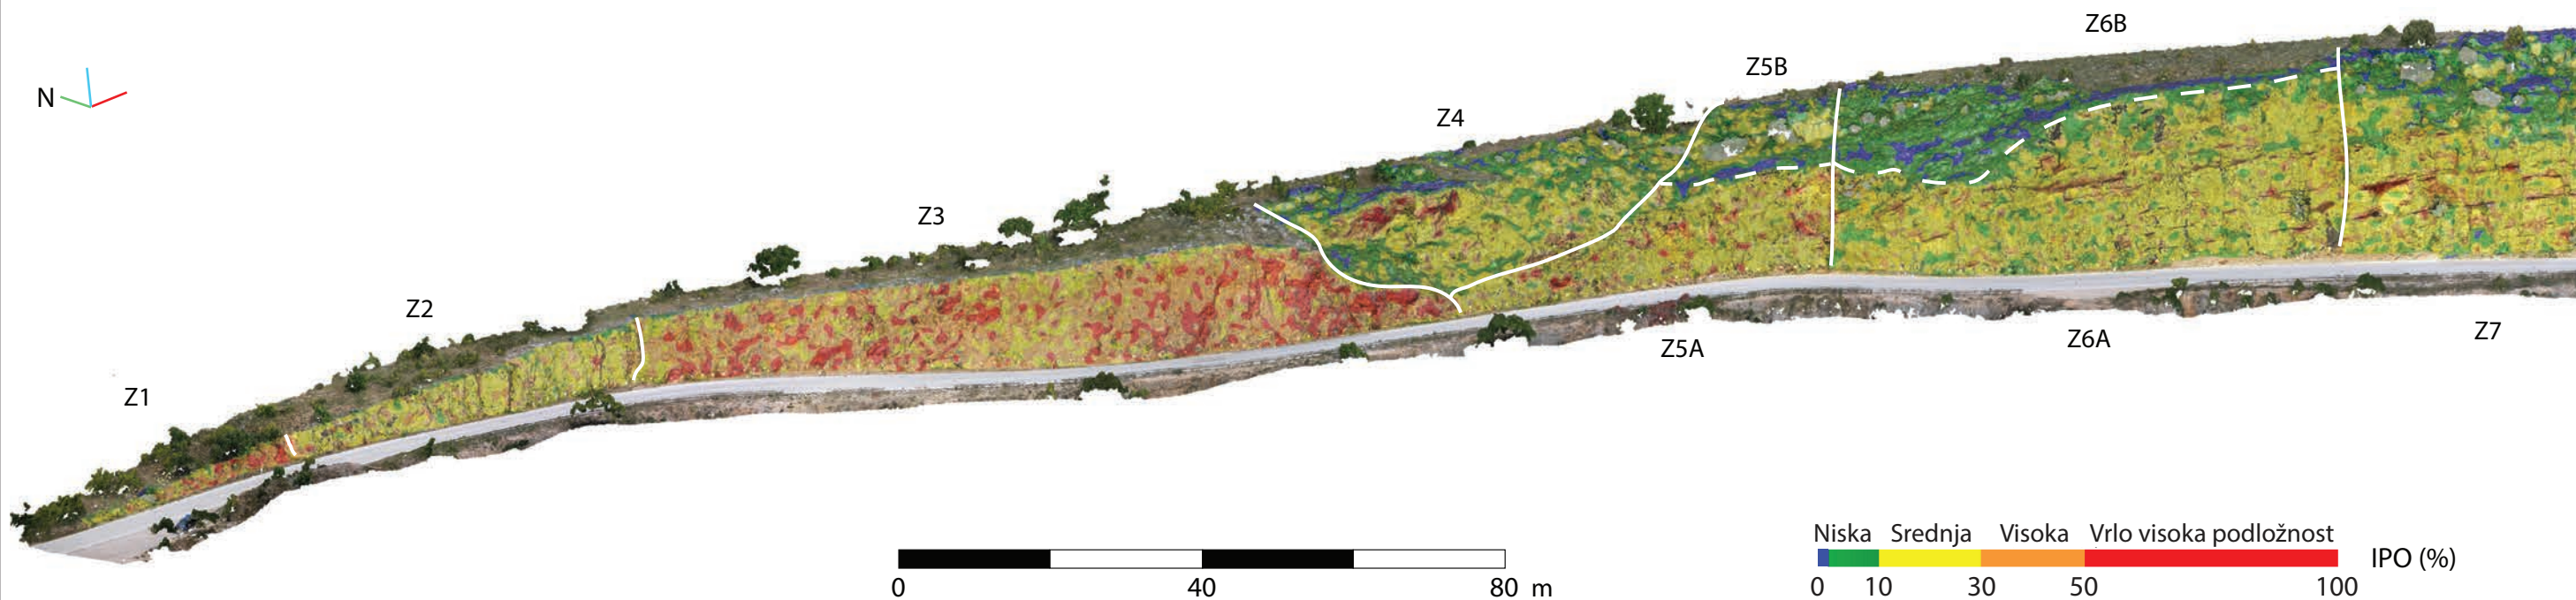 Z6B
Z5B
N
Z4
Z3
Z2
Z5A
Z6A
Z7
Z1
Niska Srednja Visoka Vrlo visoka podložnost
IPO (%)
0 10 30 50 100
0 40 80 m